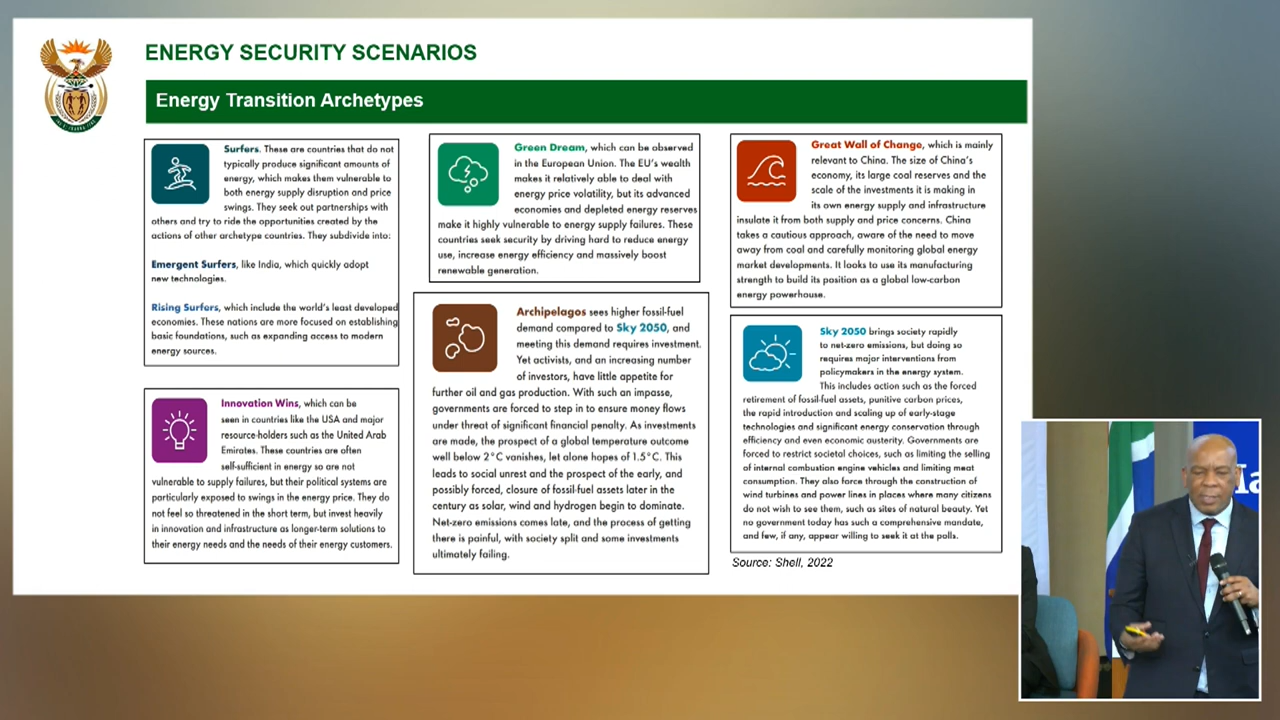 ENERGY SECURITY SCENARIOS
Energy Transition Archetypes
Surfers. These are countries that do not
typically produce significant amounts of
energy, which makes them vulnerable to
both energy supply disruption and price
swings. They seek out partnerships with
others and try to ride the opportunities created by the
actions of other archetype countries. They subdivide into:
Emergent Surfers, like India, which quickly adopt
new technologies.
Rising Surfers, which include the world's least developed
economies. These nations are more focused on establishing
basic foundations, such as expanding access to modern
energy sources.
Innovation Wins, which can be
seen in countries like the USA and major
resource-holders such as the United Arab
Emirates. These countries are often
self-sufficient in energy so are not
vulnerable to supply failures, but their political systems are
particularly exposed to swings in the energy price. They do
not feel so threatened in the short term, but invest heavily
in innovation and infrastructure as longer-term solutions to
their energy needs and the needs of their energy customers.
Green Dream, which can be observed
in the European Union. The EU's wealth
makes it relatively able to deal with
energy price volatility, but its advanced
economies and depleted energy reserves
make it highly vulnerable to energy supply failures. These
countries seek security by driving hard to reduce energy
use, increase energy efficiency and massively boost
renewable generation.
Archipelagos sees higher fossil-fuel
demand compared to Sky 2050, and
meeting this demand requires investment.
Yet activists, and an increasing number
of investors, have little appetite for
further oil and gas production. With such an impasse,
governments are forced to step in to ensure money flows
under threat of significant financial penalty. As investments
are made, the prospect of a global temperature outcome
well below 2°C vanishes, let alone hopes of 1.5°C. This
leads to social unrest and the prospect of the early, and
possibly forced, closure of fossil-fuel assets later in the
century as solar, wind and hydrogen begin to dominate.
Net-zero emissions comes late, and the process of getting
there is painful, with society split and some investments
ultimately failing.
Great Wall of Change, which is mainly
relevant to China. The size of China's
economy, its large coal reserves and the
scale of the investments it is making in
its own energy supply and infrastructure
insulate it from both supply and price concerns. China
takes a cautious approach, aware of the need to move
away from coal and carefully monitoring global energy
market developments. It looks to use its manufacturing
strength to build its position as a global low-carbon
energy powerhouse.
Sky 2050 brings society rapidly
to net-zero emissions, but doing so
requires major interventions from
policymakers in the energy system.
This includes action such as the forced
retirement of fossil-fuel assets, punitive carbon prices,
the rapid introduction and scaling up of early-stage
technologies and significant energy conservation through
efficiency and even economic austerity. Governments are
forced to restrict societal choices, such as limiting the selling
of internal combustion engine vehicles and limiting meat
consumption. They also force through the construction of
wind turbines and power lines in places where many citizens
do not wish to see them, such as sites of natural beauty. Yet
no government today has such a comprehensive mandate,
and few, if any, appear willing to seek it at the polls.
Source: Shell, 2022